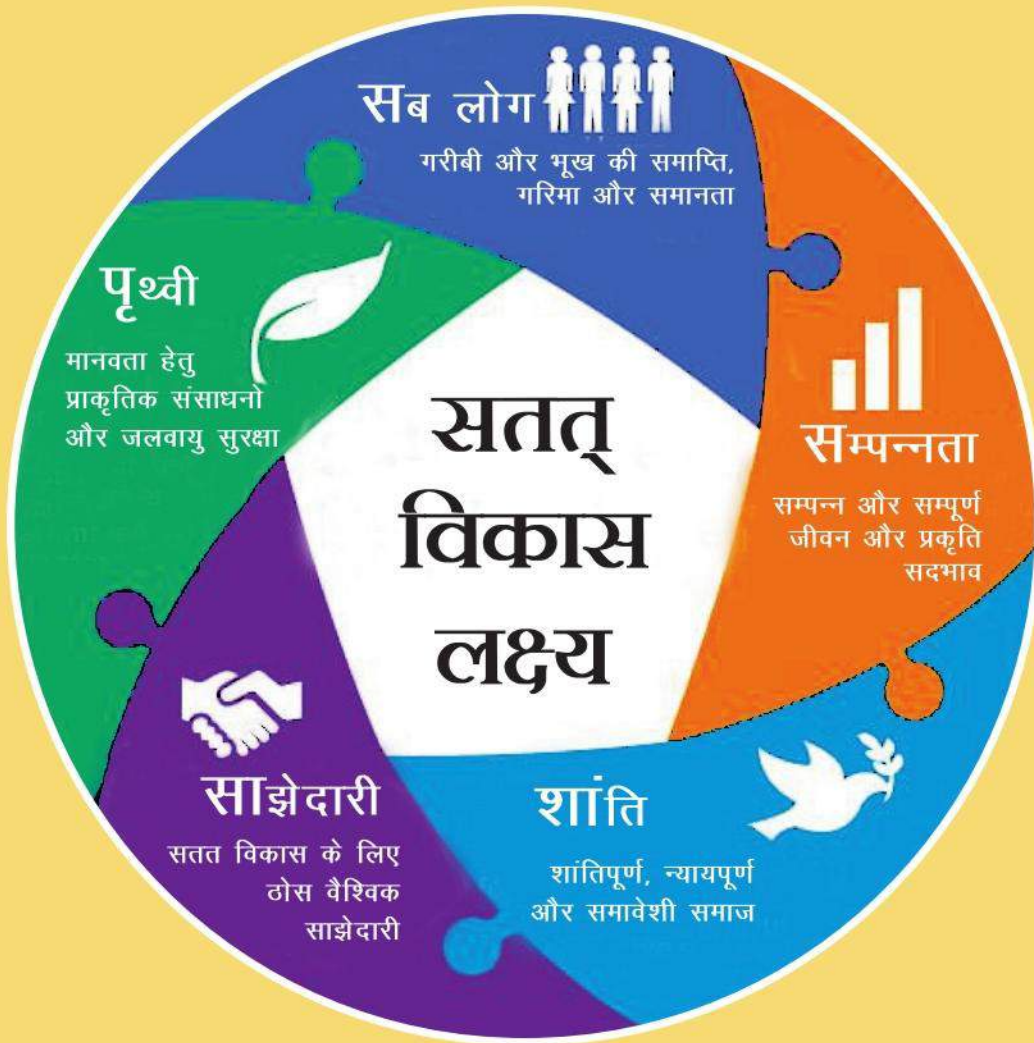 सब लोग
गरीबी और भूख की समाप्ति,
गरिमा और समानता
पृथ्वी
मानवता हेतु
प्राकृतिक संसाधनो
और जलवायु सुरक्षा
सम्पन्नता
सम्पन्न और सम्पूर्ण
जीवन और प्रकृति
सदभाव
सतत्
विकास
लक्ष्य
साझेदारी
सतत विकास के लिए
ठोस वैश्विक
साझेदारी
शांति
शांतिपूर्ण, न्यायपूर्ण
और समावेशी समाज